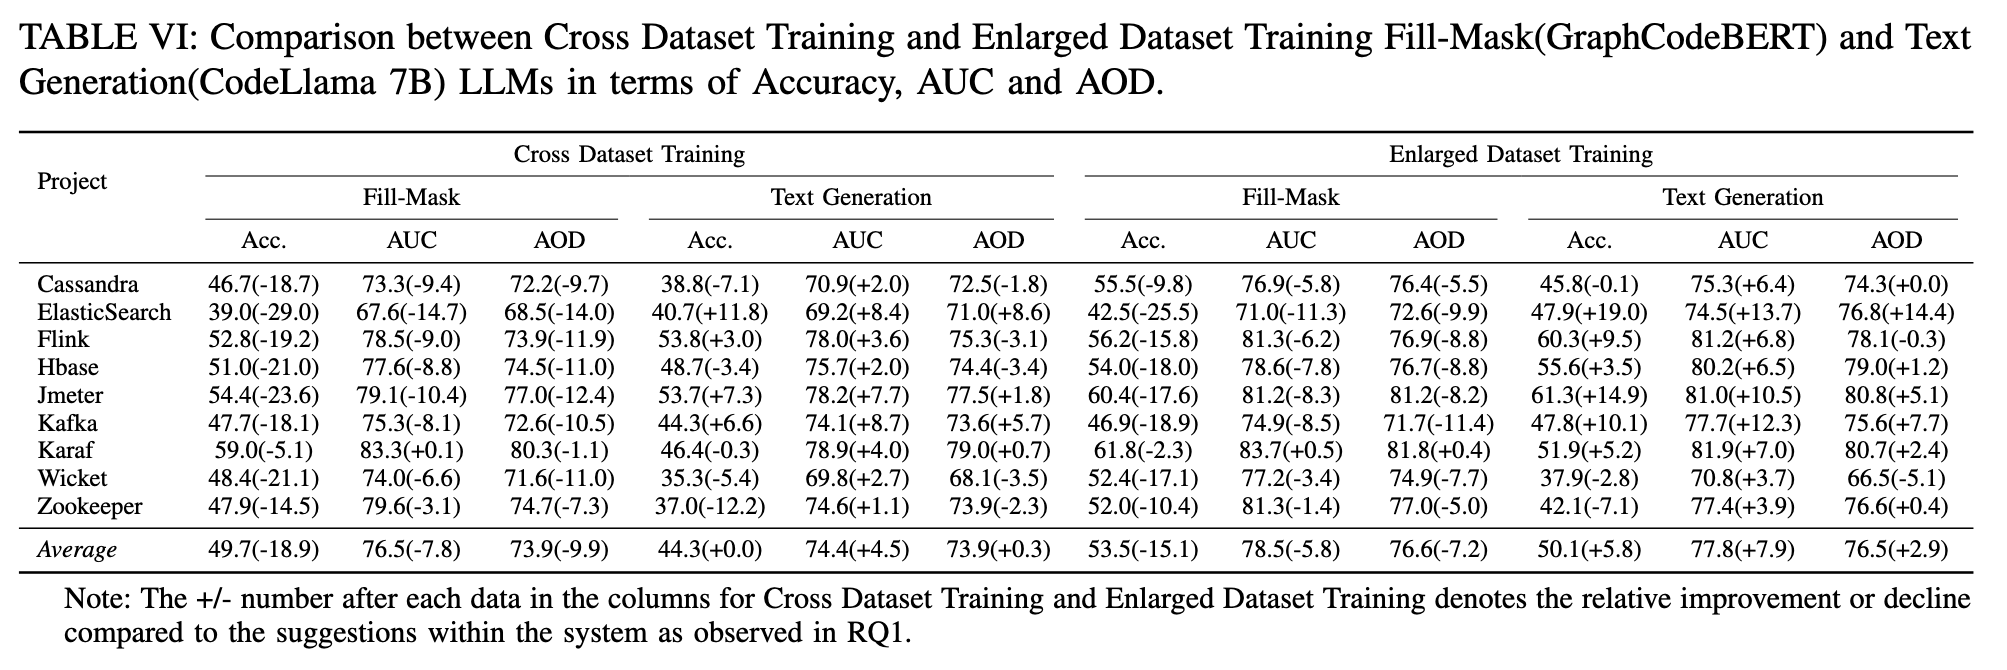 TABLE VI: Comparison between Cross Dataset Training and Enlarged Dataset Training Fill-Mask(GraphCodeBERT) and Text
Generation(CodeLlama 7B) LLMs in terms of Accuracy, AUC and AOD.
Project Cross Dataset Training Enlarged Dataset Training
Fill-Mask Text Generation Fill-Mask Text Generation
Acc. AUC AOD Acc. AUC AOD Acc. AUC AOD Acc. AUC AOD
Cassandra 46.7(-18.7) 73.3(-9.4) 72.2(-9.7) 38.8(-7.1) 70.9(+2.0) 72.5(-1.8) 55.5(-9.8) 76.9(-5.8) 76.4(-5.5) 45.8(-0.1) 75.3(+6.4) 74.3(+0.0)
ElasticSearch 39.0(-29.0) 67.6(-14.7) 68.5(-14.0) 40.7(+11.8) 69.2(+8.4) 71.0(+8.6) 42.5(-25.5) 71.0(-11.3) 72.6(-9.9) 47.9(+19.0) 74.5(+13.7) 76.8(+14.4)
Flink 52.8(-19.2) 78.5(-9.0) 73.9(-11.9) 53.8(+3.0) 78.0(+3.6) 75.3(-3.1) 56.2(-15.8) 81.3(-6.2) 76.9(-8.8) 60.3(+9.5) 81.2(+6.8) 78.1(-0.3)
Hbase 51.0(-21.0) 77.6(-8.8) 74.5(-11.0) 48.7(-3.4) 75.7(+2.0) 74.4(-3.4) 54.0(-18.0) 78.6(-7.8) 76.7(-8.8) 55.6(+3.5) 80.2(+6.5) 79.0(+1.2)
Jmeter 54.4(-23.6) 79.1(-10.4) 77.0(-12.4) 53.7(+7.3) 78.2(+7.7) 77.5(+1.8) 60.4(-17.6) 81.2(-8.3) 81.2(-8.2) 61.3(+14.9) 81.0(+10.5) 80.8(+5.1)
Kafka 47.7(-18.1) 75.3(-8.1) 72.6(-10.5) 44.3(+6.6) 74.1(+8.7) 73.6(+5.7) 46.9(-18.9) 74.9(-8.5) 71.7(-11.4) 47.8(+10.1) 77.7(+12.3) 75.6(+7.7)
Karaf 59.0(-5.1) 83.3(+0.1) 80.3(-1.1) 46.4(-0.3) 78.9(+4.0) 79.0(+0.7) 61.8(-2.3) 83.7(+0.5) 81.8(+0.4) 51.9(+5.2) 81.9(+7.0) 80.7(+2.4)
Wicket 48.4(-21.1) 74.0(-6.6) 71.6(-11.0) 35.3(-5.4) 69.8(+2.7) 68.1(-3.5) 52.4(-17.1) 77.2(-3.4) 74.9(-7.7) 37.9(-2.8) 70.8(+3.7) 66.5(-5.1)
Zookeeper 47.9(-14.5) 79.6(-3.1) 74.7(-7.3) 37.0(-12.2) 74.6(+1.1) 73.9(-2.3) 52.0(-10.4) 81.3(-1.4) 77.0(-5.0) 42.1(-7.1) 77.4(+3.9) 76.6(+0.4)
Average 49.7(-18.9) 76.5(-7.8) 73.9(-9.9) 44.3(+0.0) 74.4(+4.5) 73.9(+0.3) 53.5(-15.1) 78.5(-5.8) 76.6(-7.2) 50.1(+5.8) 77.8(+7.9) 76.5(+2.9)
Note: The +/- number after each data in the columns for Cross Dataset Training and Enlarged Dataset Training denotes the relative improvement or decline
compared to the suggestions within the system as observed in RQ1.